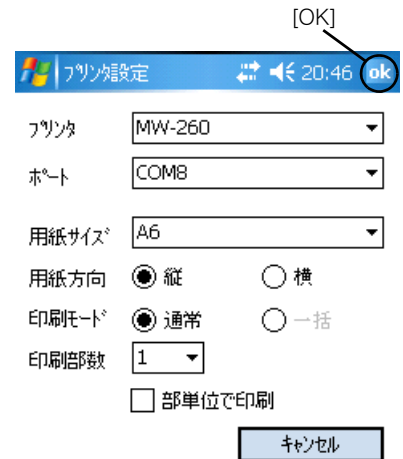 [OK]
ﾌﾟﾘﾝﾀ設定 20:46 ok
ﾌﾟﾘﾝﾀ MW-260
ﾎﾟｰﾄ COM8
用紙ｻｲｽﾞ A6
用紙方向 縦 横
印刷ﾓｰﾄﾞ 通常 一括
印刷部数 1
部単位で印刷
ｷｬﾝｾﾙ